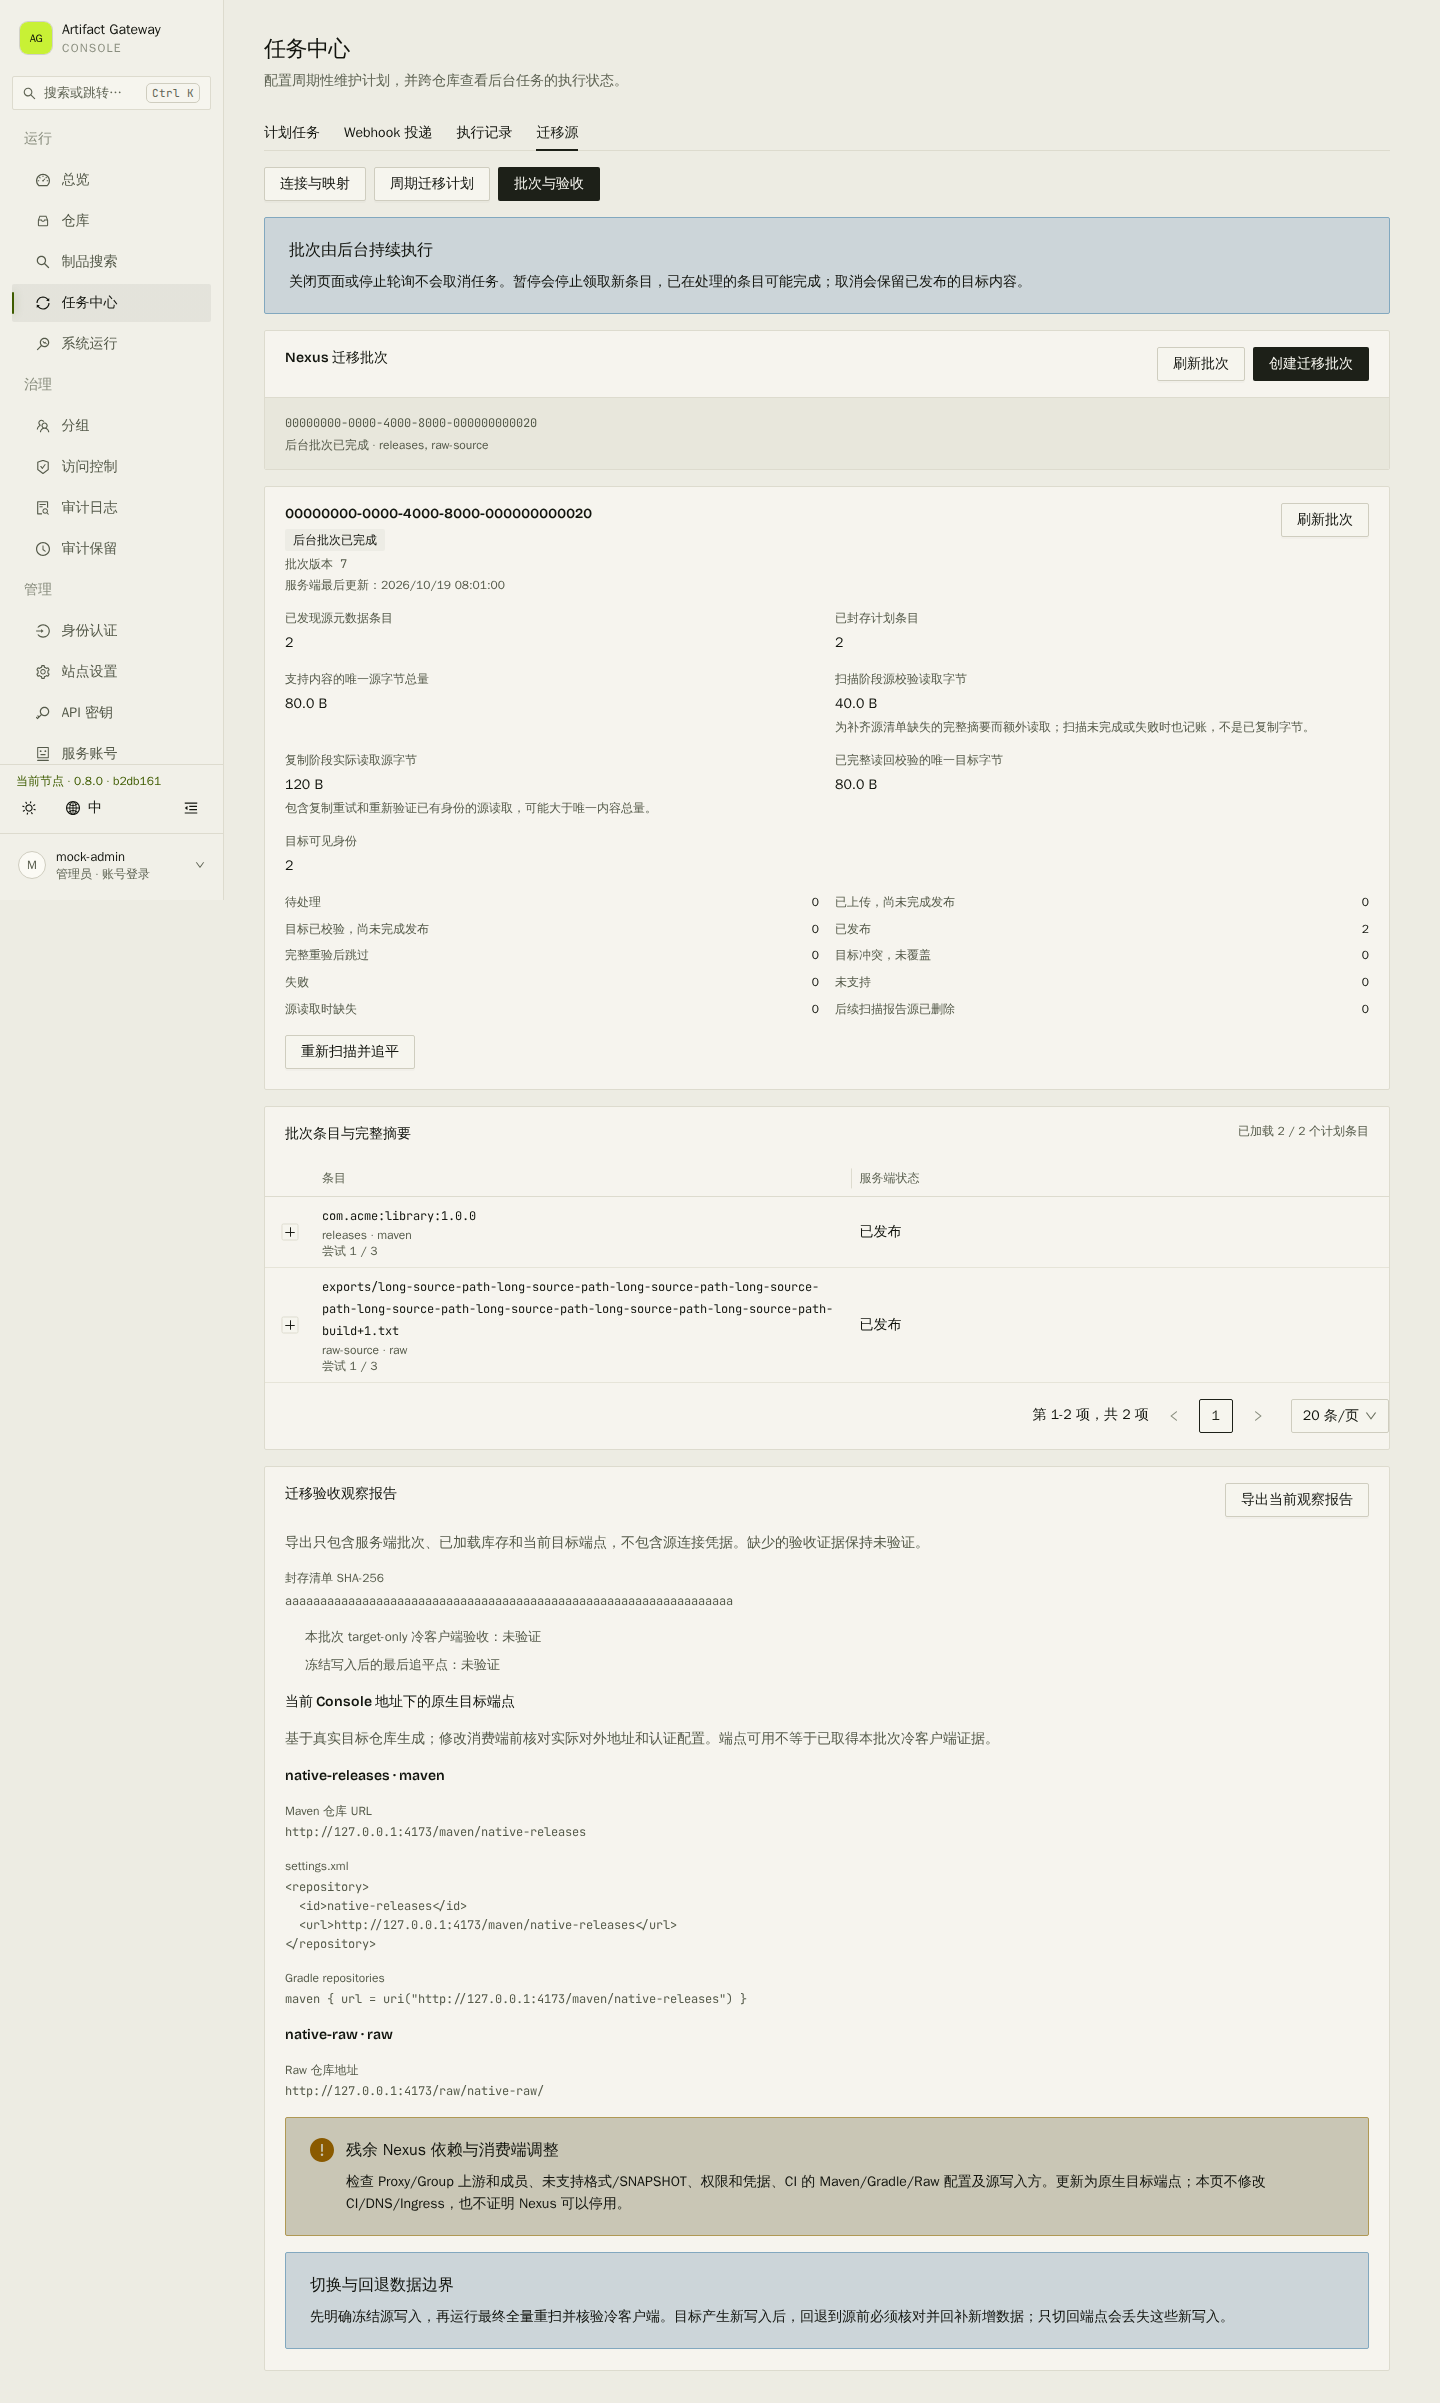 AG
Artifact Gateway
CONSOLE
搜索或跳转…
Ctrl K
运行
总览
仓库
制品搜索
任务中心
系统运行
治理
分组
访问控制
审计日志
审计保留
管理
身份认证
站点设置
API 密钥
服务账号
当前节点 · 0.8.0 · b2db161
中
M
mock-admin
管理员 · 账号登录
任务中心
配置周期性维护计划，并跨仓库查看后台任务的执行状态。
计划任务 Webhook 投递 执行记录 迁移源
连接与映射 周期迁移计划 批次与验收
批次由后台持续执行
关闭页面或停止轮询不会取消任务。暂停会停止领取新条目，已在处理的条目可能完成；取消会保留已发布的目标内容。
Nexus 迁移批次
刷新批次 创建迁移批次
00000000-0000-4000-8000-000000000020
后台批次已完成 · releases, raw-source
00000000-0000-4000-8000-000000000020
刷新批次
后台批次已完成
批次版本 7
服务端最后更新：2026/10/19 08:01:00
已发现源元数据条目
2
已封存计划条目
2
支持内容的唯一源字节总量
80.0 B
扫描阶段源校验读取字节
40.0 B
为补齐源清单缺失的完整摘要而额外读取；扫描未完成或失败时也记账，不是已复制字节。
复制阶段实际读取源字节
120 B
包含复制重试和重新验证已有身份的源读取，可能大于唯一内容总量。
已完整读回校验的唯一目标字节
80.0 B
目标可见身份
2
待处理 0 已上传，尚未完成发布 0
目标已校验，尚未完成发布 0 已发布 2
完整重验后跳过 0 目标冲突，未覆盖 0
失败 0 未支持 0
源读取时缺失 0 后续扫描报告源已删除 0
重新扫描并追平
批次条目与完整摘要
已加载 2 / 2 个计划条目
条目 服务端状态
com.acme:library:1.0.0
releases · maven
尝试 1 / 3
已发布
exports/long-source-path-long-source-path-long-source-path-long-source-
path-long-source-path-long-source-path-long-source-path-long-source-path-
build+1.txt
raw-source · raw
尝试 1 / 3
已发布
第 1-2 项，共 2 项 1 20 条/页
迁移验收观察报告
导出当前观察报告
导出只包含服务端批次、已加载库存和当前目标端点，不包含源连接凭据。缺少的验收证据保持未验证。
封存清单 SHA-256
aaaaaaaaaaaaaaaaaaaaaaaaaaaaaaaaaaaaaaaaaaaaaaaaaaaaaaaaaaaaaaaa
本批次 target-only 冷客户端验收：未验证
冻结写入后的最后追平点：未验证
当前 Console 地址下的原生目标端点
基于真实目标仓库生成；修改消费端前核对实际对外地址和认证配置。端点可用不等于已取得本批次冷客户端证据。
native-releases · maven
Maven 仓库 URL
http://127.0.0.1:4173/maven/native-releases
settings.xml
<repository>
  <id>native-releases</id>
  <url>http://127.0.0.1:4173/maven/native-releases</url>
</repository>
Gradle repositories
maven { url = uri("http://127.0.0.1:4173/maven/native-releases") }
native-raw · raw
Raw 仓库地址
http://127.0.0.1:4173/raw/native-raw/
残余 Nexus 依赖与消费端调整
检查 Proxy/Group 上游和成员、未支持格式/SNAPSHOT、权限和凭据、CI 的 Maven/Gradle/Raw 配置及源写入方。更新为原生目标端点；本页不修改
CI/DNS/Ingress，也不证明 Nexus 可以停用。
切换与回退数据边界
先明确冻结源写入，再运行最终全量重扫并核验冷客户端。目标产生新写入后，回退到源前必须核对并回补新增数据；只切回端点会丢失这些新写入。